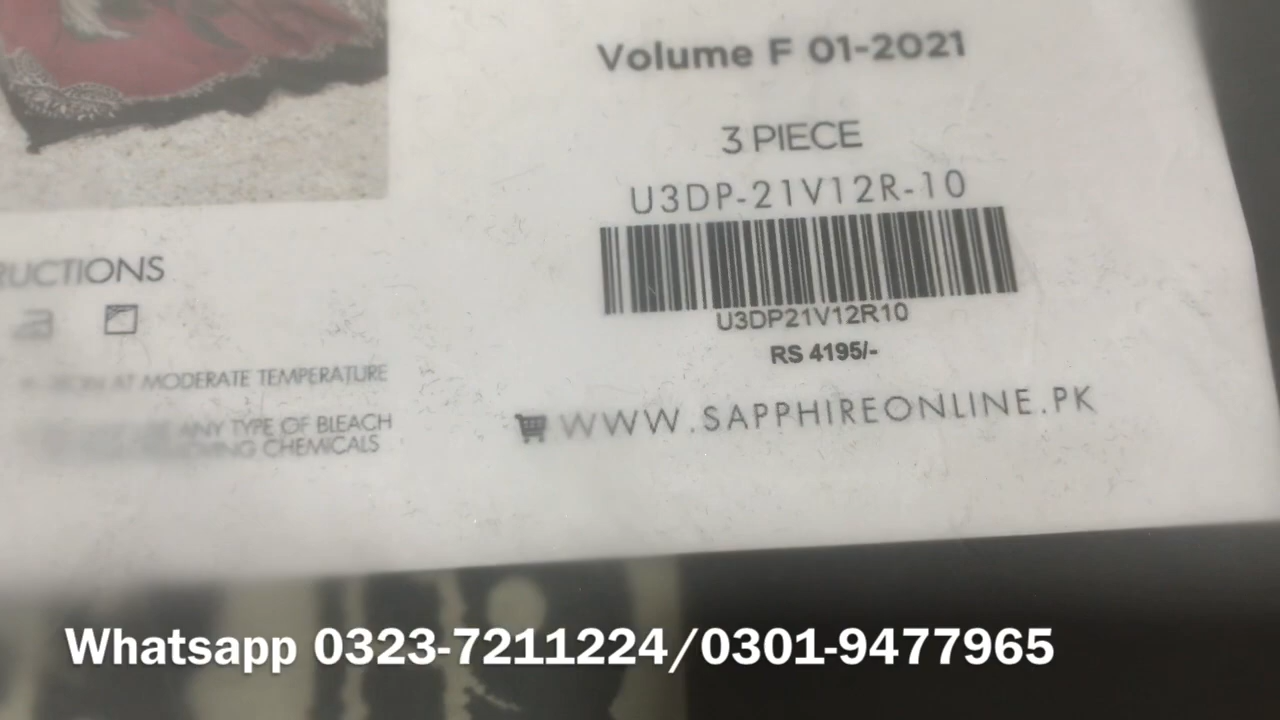 Volume F 01-2021
3 PIECE
U3DP-21V12R-10
U3DP21V12R10
RS 4195/-
WWW.SAPPHIREONLINE.PK
RUCTIONS
AT MODERATE TEMPERATURE
ANY TYPE OF BLEACH
CHEMICALS
Whatsapp 0323-7211224/0301-9477965